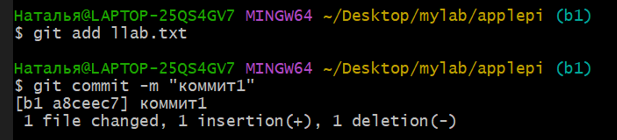 Наталья@LAPTOP-25QS4GV7 MINGW64 ~/Desktop/mylab/applepi (b1)
$ git add llab.txt
Наталья@LAPTOP-25QS4GV7 MINGW64 ~/Desktop/mylab/applepi (b1)
$ git commit -m "коммит1"
[b1 a8ceec7] коммит1
 1 file changed, 1 insertion(+), 1 deletion(-)